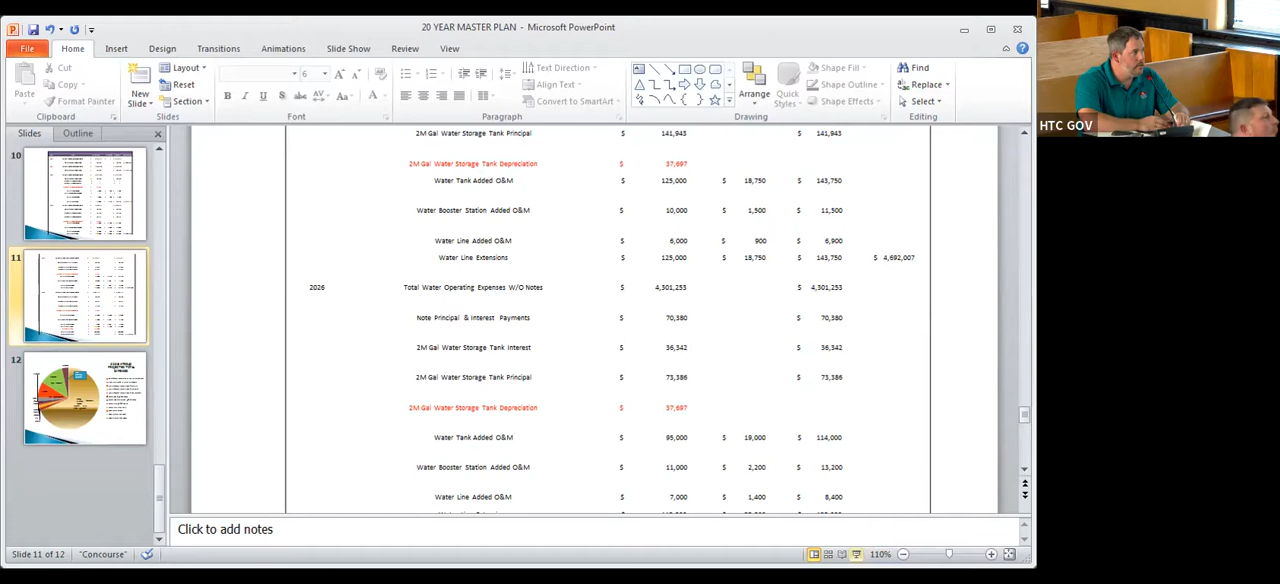 20 YEAR MASTER PLAN - Microsoft PowerPoint
File Home Insert Design Transitions Animations Slide Show Review View
Cut
Copy
Format Painter
Paste
Clipboard
New
Slide
Layout
Reset
Section
Slides
6
Font
Text Direction
Align Text
Convert to SmartArt
Paragraph
Arrange
Quick
Styles
Shape Fill
Shape Outline
Shape Effects
Drawing
Find
Replace
Select
Editing
HTC GOV
Slides Outline
10
11
12
2M Gal Water Storage Tank Principal $ 141,943 $ 141,943
2M Gal Water Storage Tank Depreciation $ 37,697
Water Tank Added O&M $ 125,000 $ 18,750 $ 143,750
Water Booster Station Added O&M $ 10,000 $ 1,500 $ 11,500
Water Line Added O&M $ 6,000 $ 900 $ 6,900
Water Line Extensions $ 125,000 $ 18,750 $ 143,750 $ 4,692,007
2026 Total Water Operating Expenses W/O Notes $ 4,301,253 $ 4,301,253
Note Principal & Interest Payments $ 70,380 $ 70,380
2M Gal Water Storage Tank Interest $ 36,342 $ 36,342
2M Gal Water Storage Tank Principal $ 73,386 $ 73,386
2M Gal Water Storage Tank Depreciation $ 37,697
Water Tank Added O&M $ 95,000 $ 19,000 $ 114,000
Water Booster Station Added O&M $ 11,000 $ 2,200 $ 13,200
Water Line Added O&M $ 7,000 $ 1,400 $ 8,400
Click to add notes
Slide 11 of 12 "Concourse" 110%